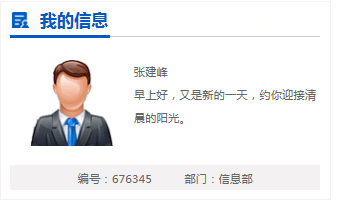 我的信息
张建峰
早上好，又是新的一天，约你迎接清
晨的阳光。
编号：676345 部门：信息部